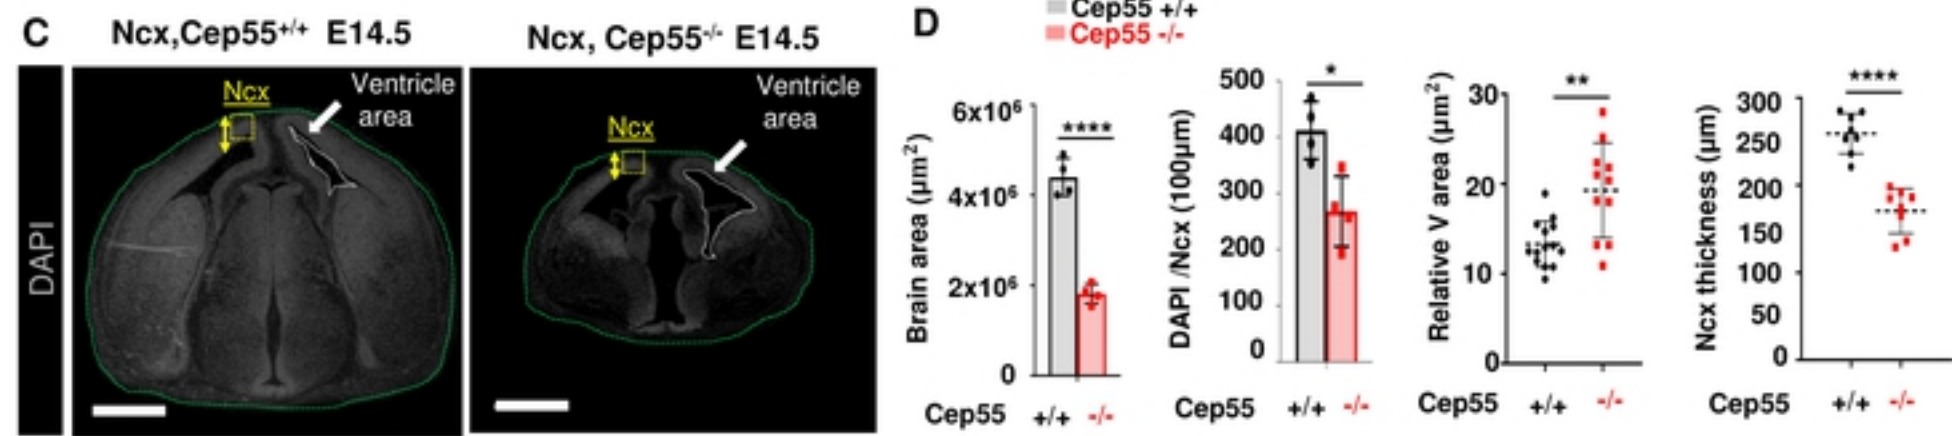 C
Ncx,Cep55+/+ E14.5
Ncx, Cep55-/- E14.5
DAPI
Ncx
Ventricle
area
Ncx
Ventricle
area
D
Cep55 +/+
Cep55 -/-
Brain area (µm²)
6x10⁶
4x10⁶
2x10⁶
0
****
Cep55 +/+ -/-
DAPI /Ncx (100µm)
500
400
300
200
100
0
*
Cep55 +/+ -/-
Relative V area (µm²)
30
20
10
0
**
Cep55 +/+ -/-
Ncx thickness (µm)
300
250
200
150
100
50
0
****
Cep55 +/+ -/-